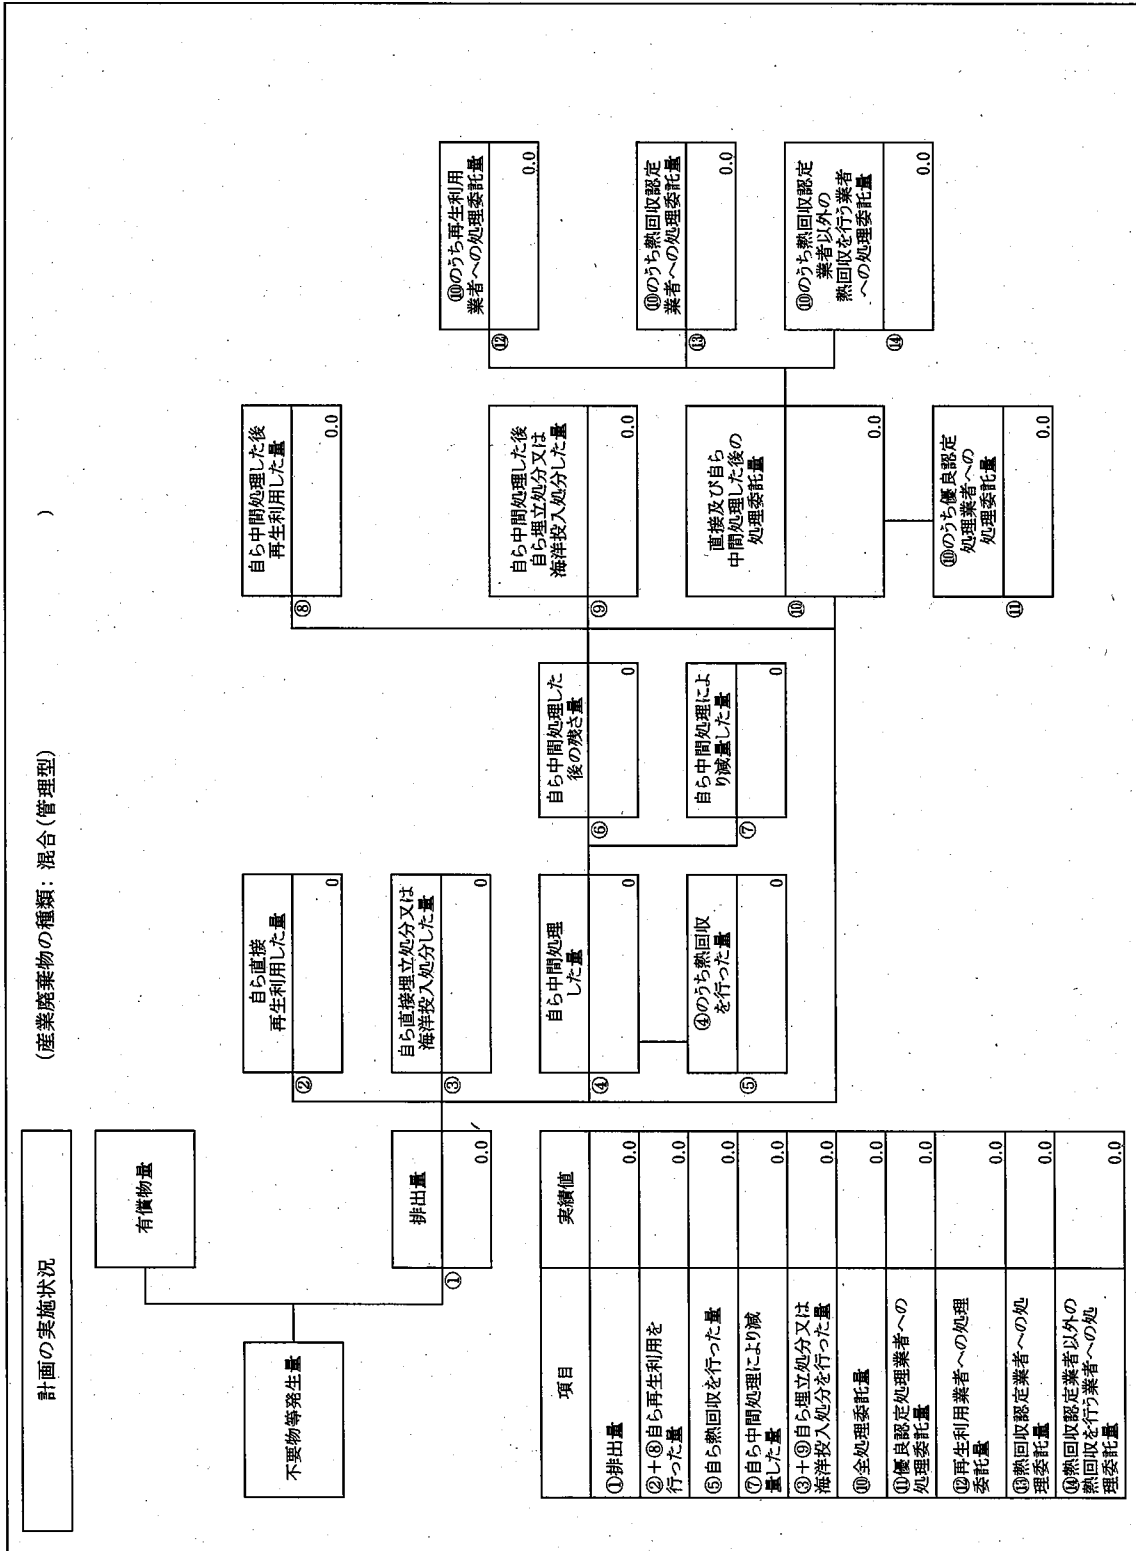 計画の実施状況
(産業廃棄物の種類: 混合(管理型)
)
不要物等発生量
有償物量
①
排出量
0.0
②
自ら直接
再生利用した量
0
③
自ら直接埋立処分又は
海洋投入処分した量
0
④
自ら中間処理
した量
0
⑤
④のうち熱回収
を行った量
0
⑥
自ら中間処理した
後の残さ量
0
⑦
自ら中間処理によ
り減量した量
0
⑧
自ら中間処理した後
再生利用した量
0.0
⑨
自ら中間処理した後
自ら埋立処分又は
海洋投入処分した量
0.0
⑩
直接及び自ら
中間処理した後の
処理委託量
0.0
⑪
⑩のうち優良認定
処理業者への
処理委託量
0.0
⑫
⑩のうち再生利用
業者への処理委託量
0.0
⑬
⑩のうち熱回収認定
業者への処理委託量
0.0
⑭
⑩のうち熱回収認定
業者以外の
熱回収を行う業者
への処理委託量
0.0
項目 実績値
①排出量 0.0
②+⑧自ら再生利用を
行った量 0.0
⑤自ら熱回収を行った量 0.0
⑦自ら中間処理により減
量した量 0.0
③+⑨自ら埋立処分又は
海洋投入処分を行った量 0.0
⑩全処理委託量 0.0
⑪優良認定処理業者への
処理委託量 0.0
⑫再生利用業者への処理
委託量 0.0
⑬熱回収認定業者への処
理委託量 0.0
⑭熱回収認定業者以外の
熱回収を行う業者への処
理委託量 0.0